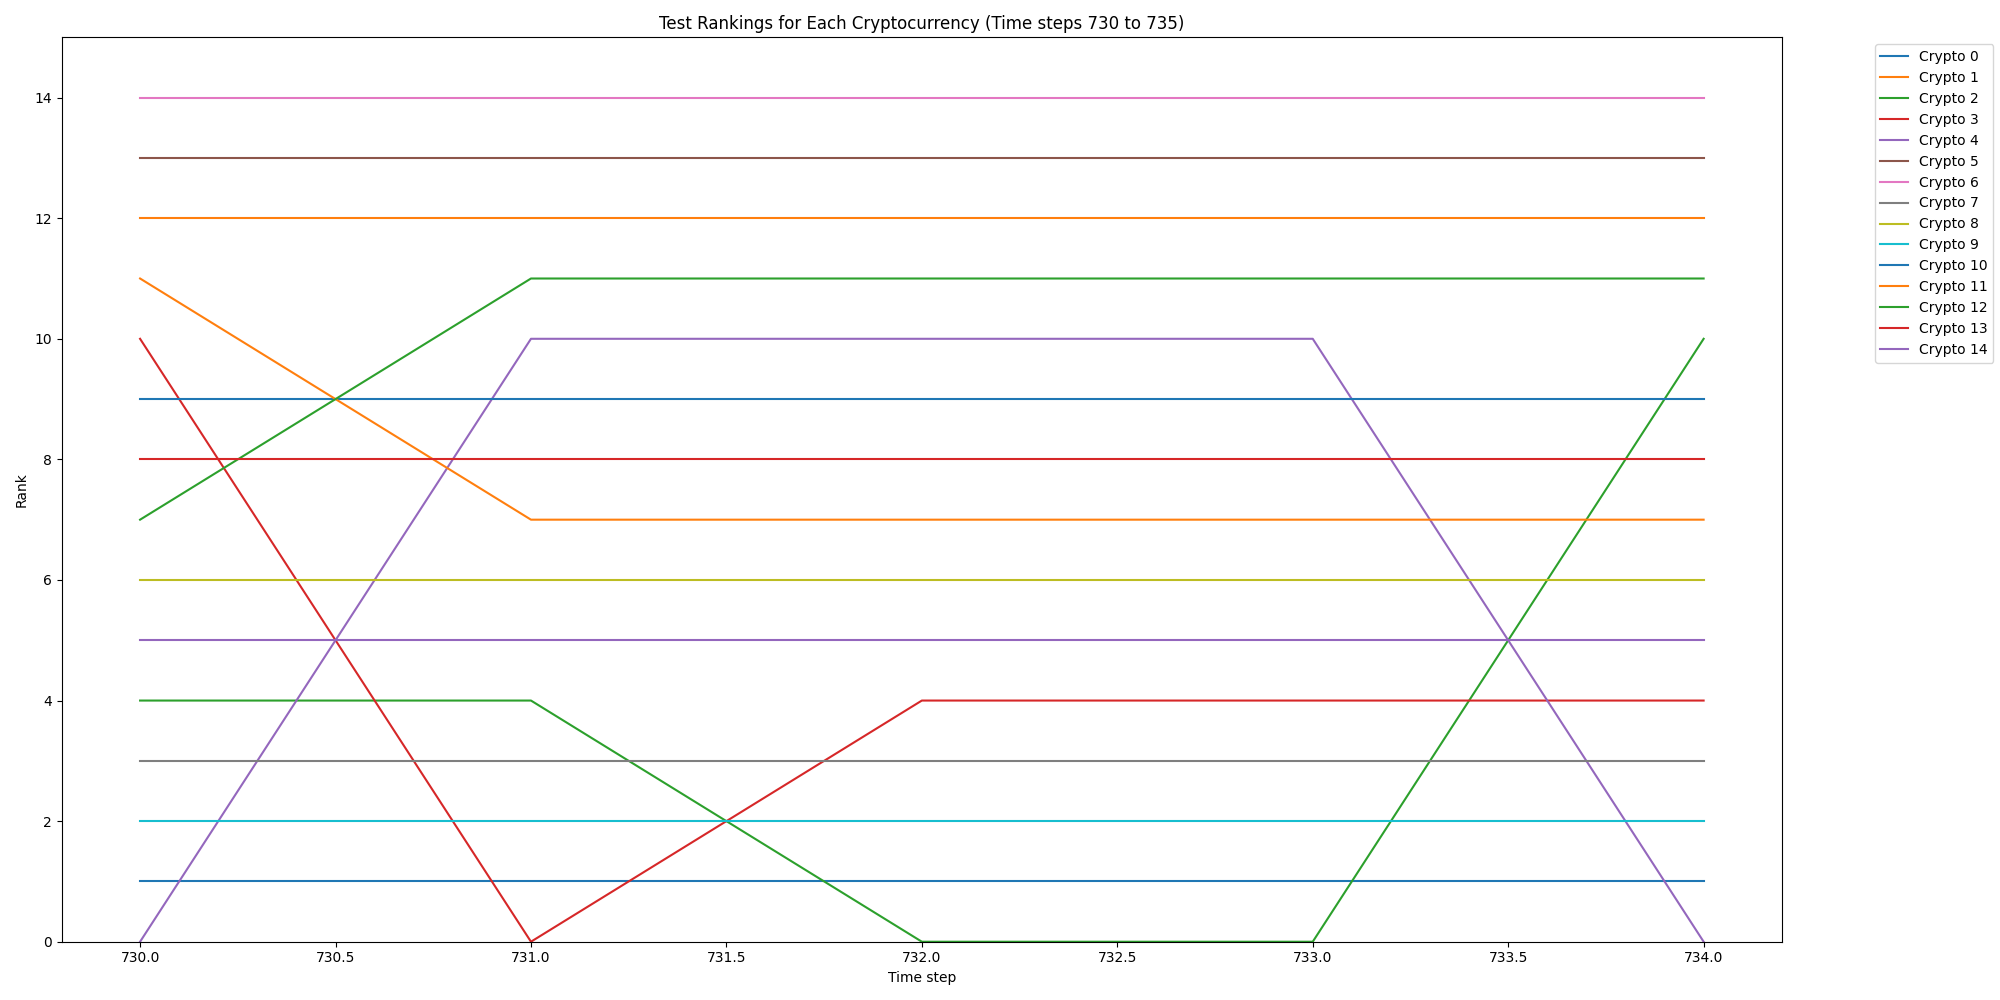 Test Rankings for Each Cryptocurrency (Time steps 730 to 735)
Crypto 0
Crypto 1
Crypto 2
Crypto 3
Crypto 4
Crypto 5
Crypto 6
Crypto 7
Crypto 8
Crypto 9
Crypto 10
Crypto 11
Crypto 12
Crypto 13
Crypto 14
14
12
10
8
6
4
2
0
Rank
730.0 730.5 731.0 731.5 732.0 732.5 733.0 733.5 734.0
Time step